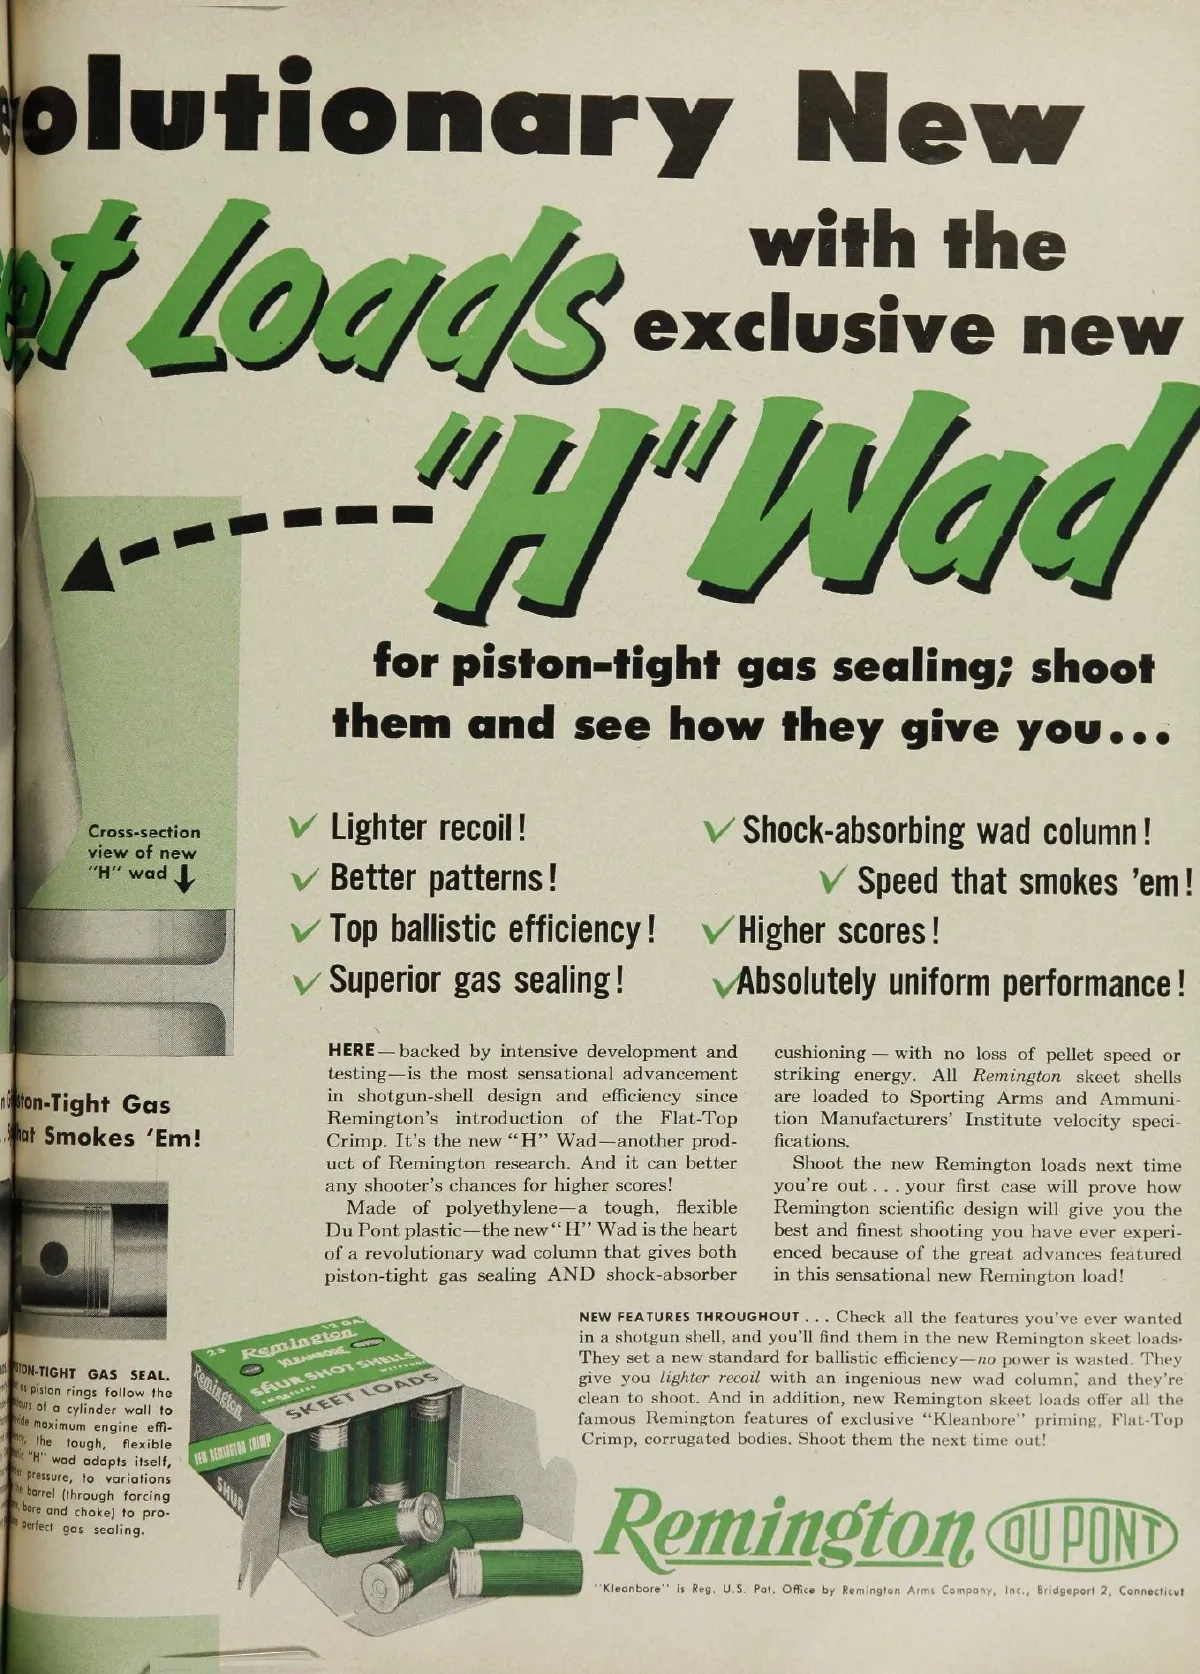 olutionary New
et Loads
with the
exclusive new
"H" Wad
for piston-tight gas sealing; shoot
them and see how they give you...
Cross-section
view of new
"H" wad
✓ Lighter recoil!
✓ Better patterns!
✓ Top ballistic efficiency!
✓ Superior gas sealing!
✓ Shock-absorbing wad column!
✓ Speed that smokes 'em!
✓ Higher scores!
✓ Absolutely uniform performance!
ston-Tight Gas
hat Smokes 'Em!
HERE—backed by intensive development and
testing—is the most sensational advancement
in shotgun-shell design and efficiency since
Remington's introduction of the Flat-Top
Crimp. It's the new "H" Wad—another prod-
uct of Remington research. And it can better
any shooter's chances for higher scores!
Made of polyethylene—a tough, flexible
Du Pont plastic—the new "H" Wad is the heart
of a revolutionary wad column that gives both
piston-tight gas sealing AND shock-absorber
cushioning — with no loss of pellet speed or
striking energy. All Remington skeet shells
are loaded to Sporting Arms and Ammuni-
tion Manufacturers' Institute velocity speci-
fications.
Shoot the new Remington loads next time
you're out . . . your first case will prove how
Remington scientific design will give you the
best and finest shooting you have ever experi-
enced because of the great advances featured
in this sensational new Remington load!
STON-TIGHT GAS SEAL.
as piston rings follow the
tours of a cylinder wall to
vide maximum engine effi-
the tough, flexible
"H" wad adapts itself,
pressure, to variations
barrel (through forcing
bore and choke) to pro-
perfect gas sealing.
NEW FEATURES THROUGHOUT . . . Check all the features you've ever wanted
in a shotgun shell, and you'll find them in the new Remington skeet loads.
They set a new standard for ballistic efficiency—no power is wasted. They
give you lighter recoil with an ingenious new wad column, and they're
clean to shoot. And in addition, new Remington skeet loads offer all the
famous Remington features of exclusive "Kleanbore" priming, Flat-Top
Crimp, corrugated bodies. Shoot them the next time out!
25 12 GA.
Remington
KLEANBORE
SHUR SHOT SHELLS
SKEET LOADS
Remington
NEW REMINGTON CRIMP
SHUR
Remington DU PONT
"Kleanbore" is Reg. U.S. Pat. Office by Remington Arms Company, Inc., Bridgeport 2, Connecticut